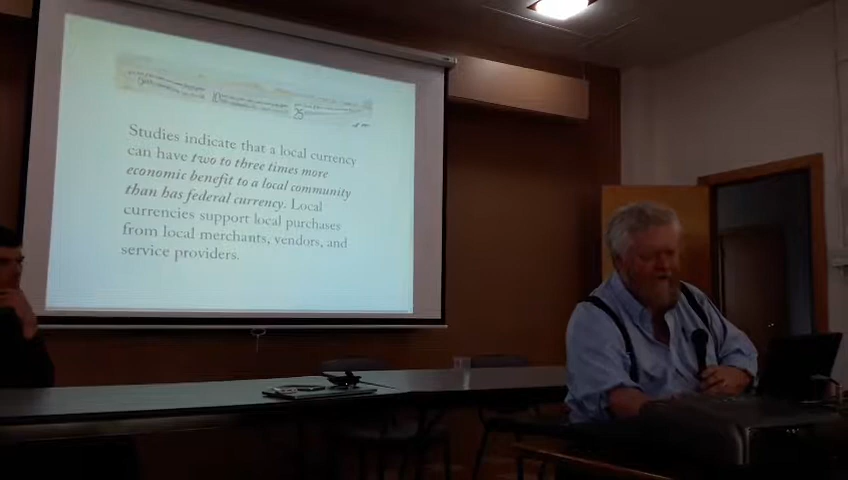 Studies indicate that a local currency
can have two to three times more
economic benefit to a local community
than has federal currency. Local
currencies support local purchases
from local merchants, vendors, and
service providers.